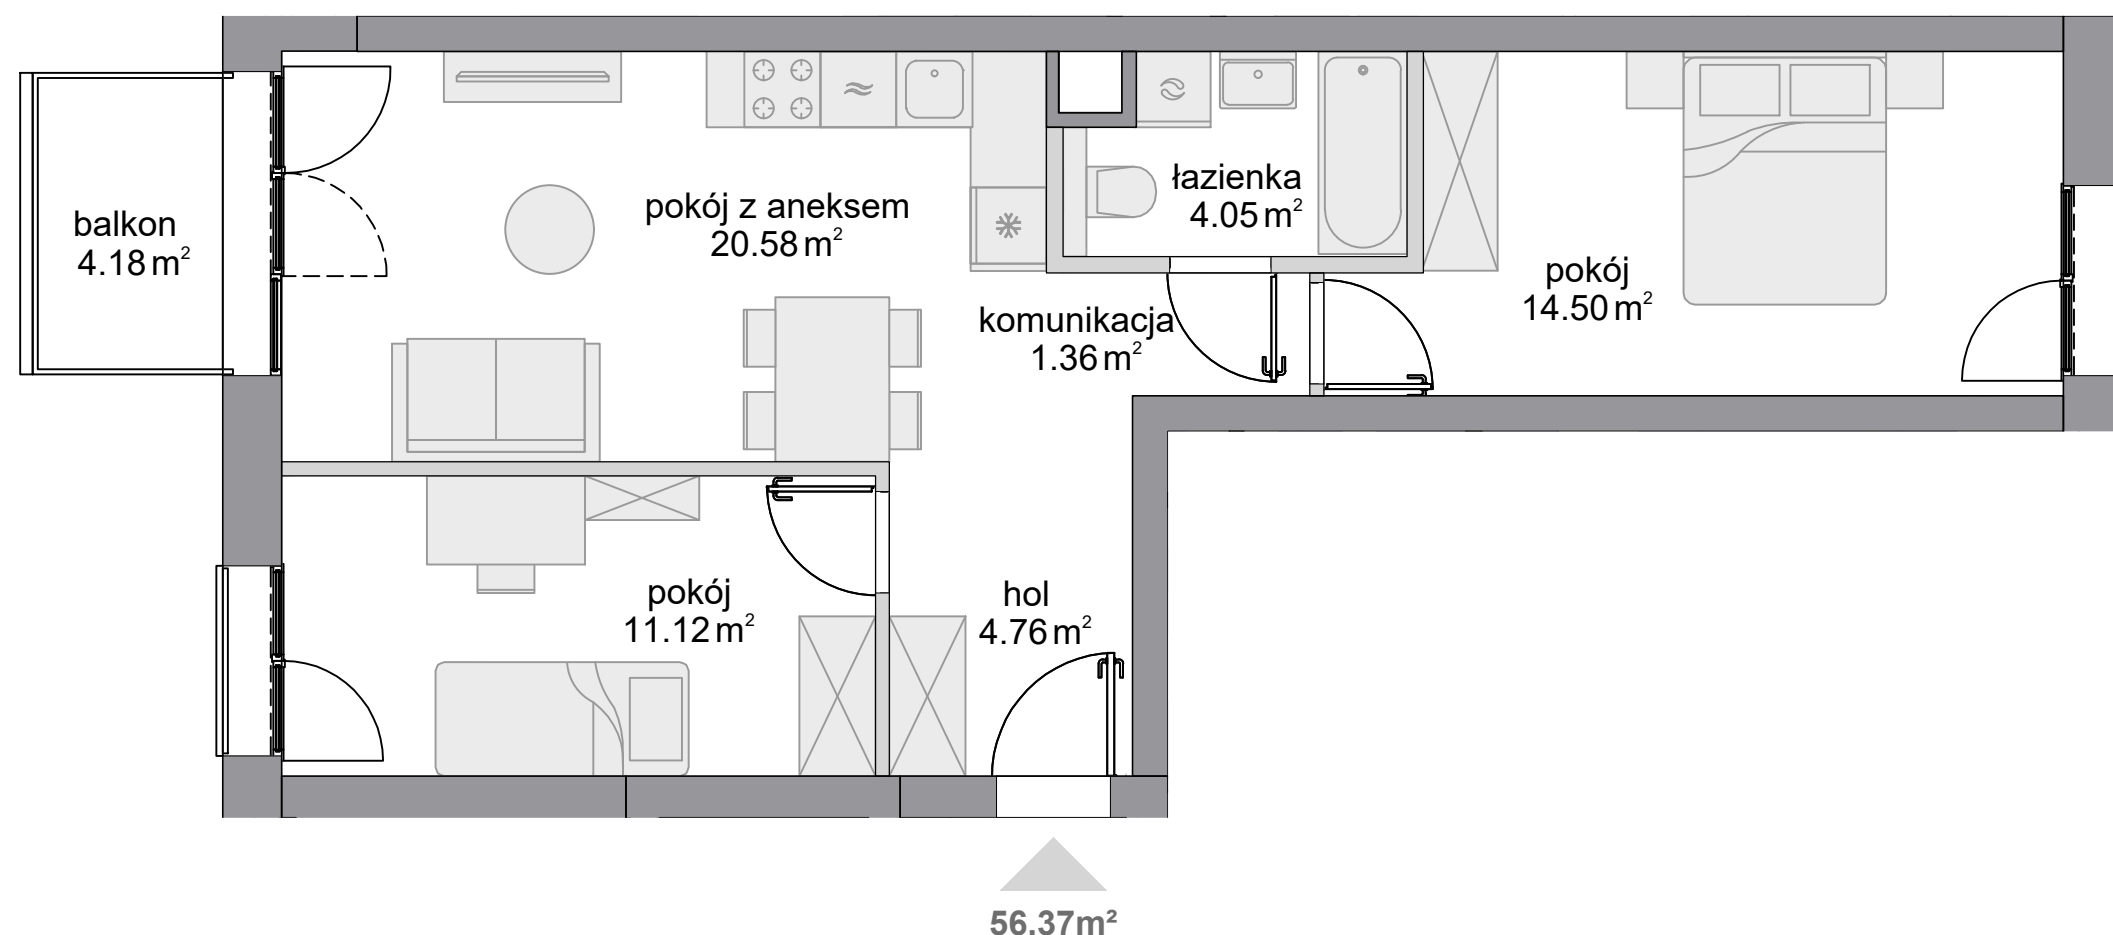 balkon
4.18 m²
pokój z aneksem
20.58 m²
łazienka
4.05 m²
pokój
14.50 m²
komunikacja
1.36 m²
pokój
11.12 m²
hol
4.76 m²
56.37m²